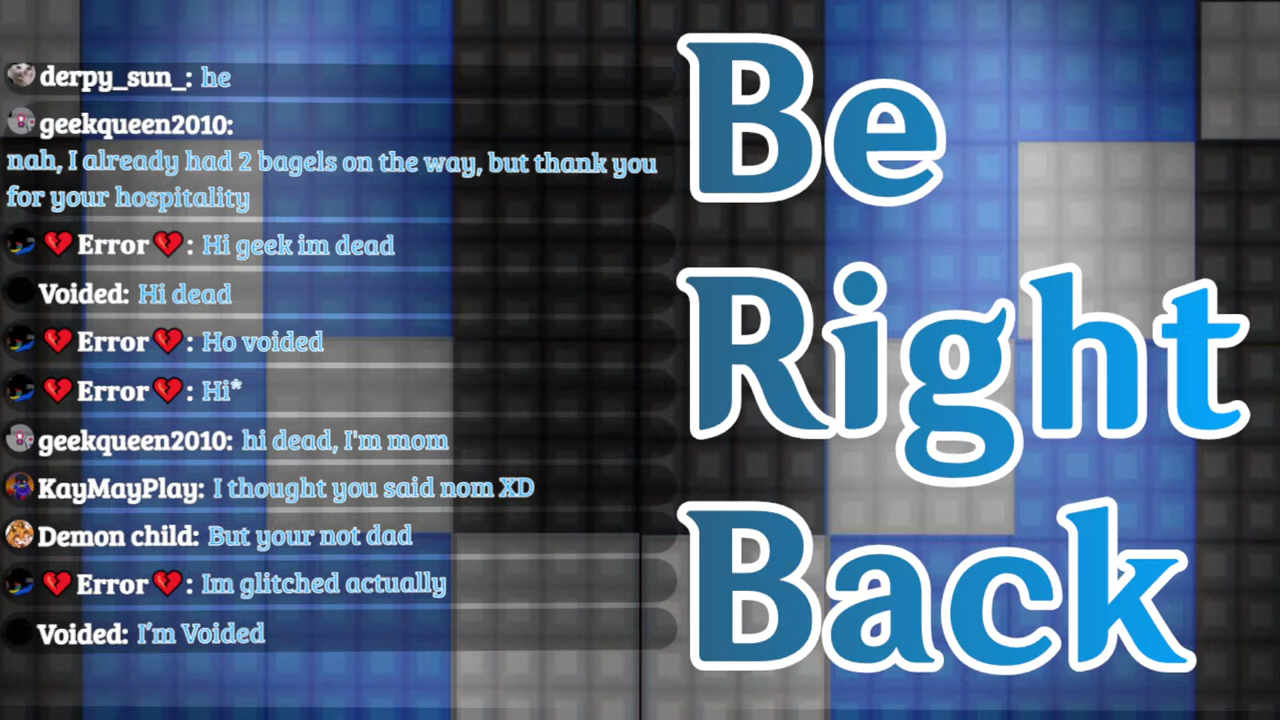 derpy_sun_: he
geekqueen2010:
nah, I already had 2 bagels on the way, but thank you
for your hospitality
💔 Error 💔: Hi geek im dead
Voided: Hi dead
💔 Error 💔: Ho voided
💔 Error 💔: Hi*
geekqueen2010: hi dead, I'm mom
KayMayPlay: I thought you said nom XD
Demon child: But your not dad
💔 Error 💔: Im glitched actually
Voided: I'm Voided
Be
Right
Back